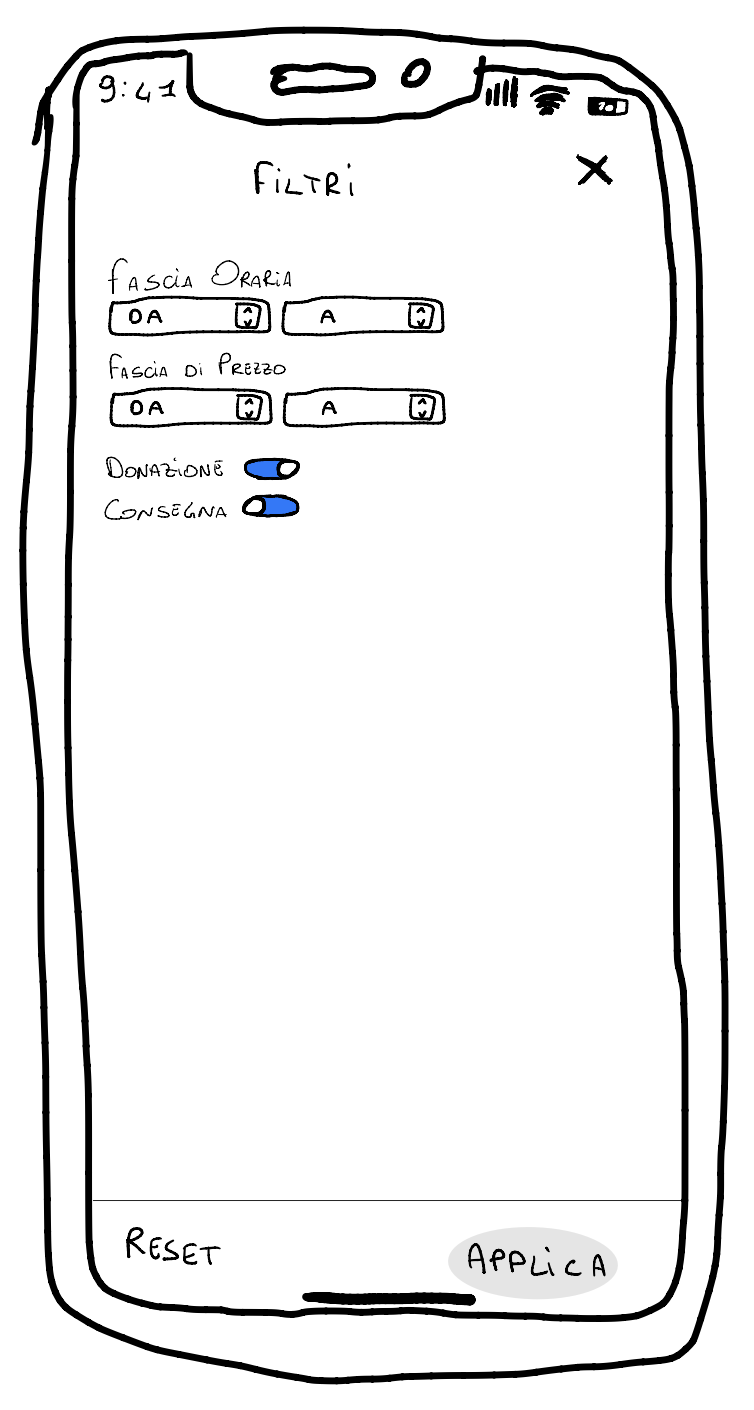 9:41
FILTRI
FASCIA ORARIA
DA A
FASCIA DI PREZZO
DA A
DONAZIONE
CONSEGNA
RESET APPLICA